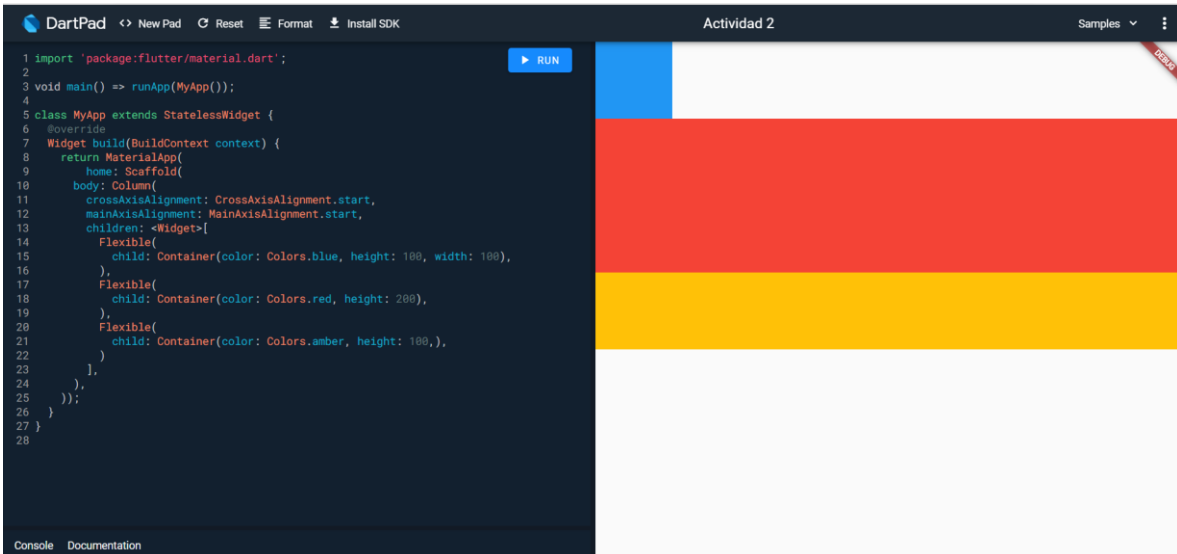 DartPad <> New Pad Reset Format Install SDK Actividad 2 Samples
RUN
DEBUG
1 import 'package:flutter/material.dart';
2
3 void main() => runApp(MyApp());
4
5 class MyApp extends StatelessWidget {
6   @override
7   Widget build(BuildContext context) {
8     return MaterialApp(
9         home: Scaffold(
10       body: Column(
11         crossAxisAlignment: CrossAxisAlignment.start,
12         mainAxisAlignment: MainAxisAlignment.start,
13         children: <Widget>[
14           Flexible(
15             child: Container(color: Colors.blue, height: 100, width: 100),
16           ),
17           Flexible(
18             child: Container(color: Colors.red, height: 200),
19           ),
20           Flexible(
21             child: Container(color: Colors.amber, height: 100,),
22           )
23         ],
24       ),
25     ));
26   }
27 }
28
Console Documentation